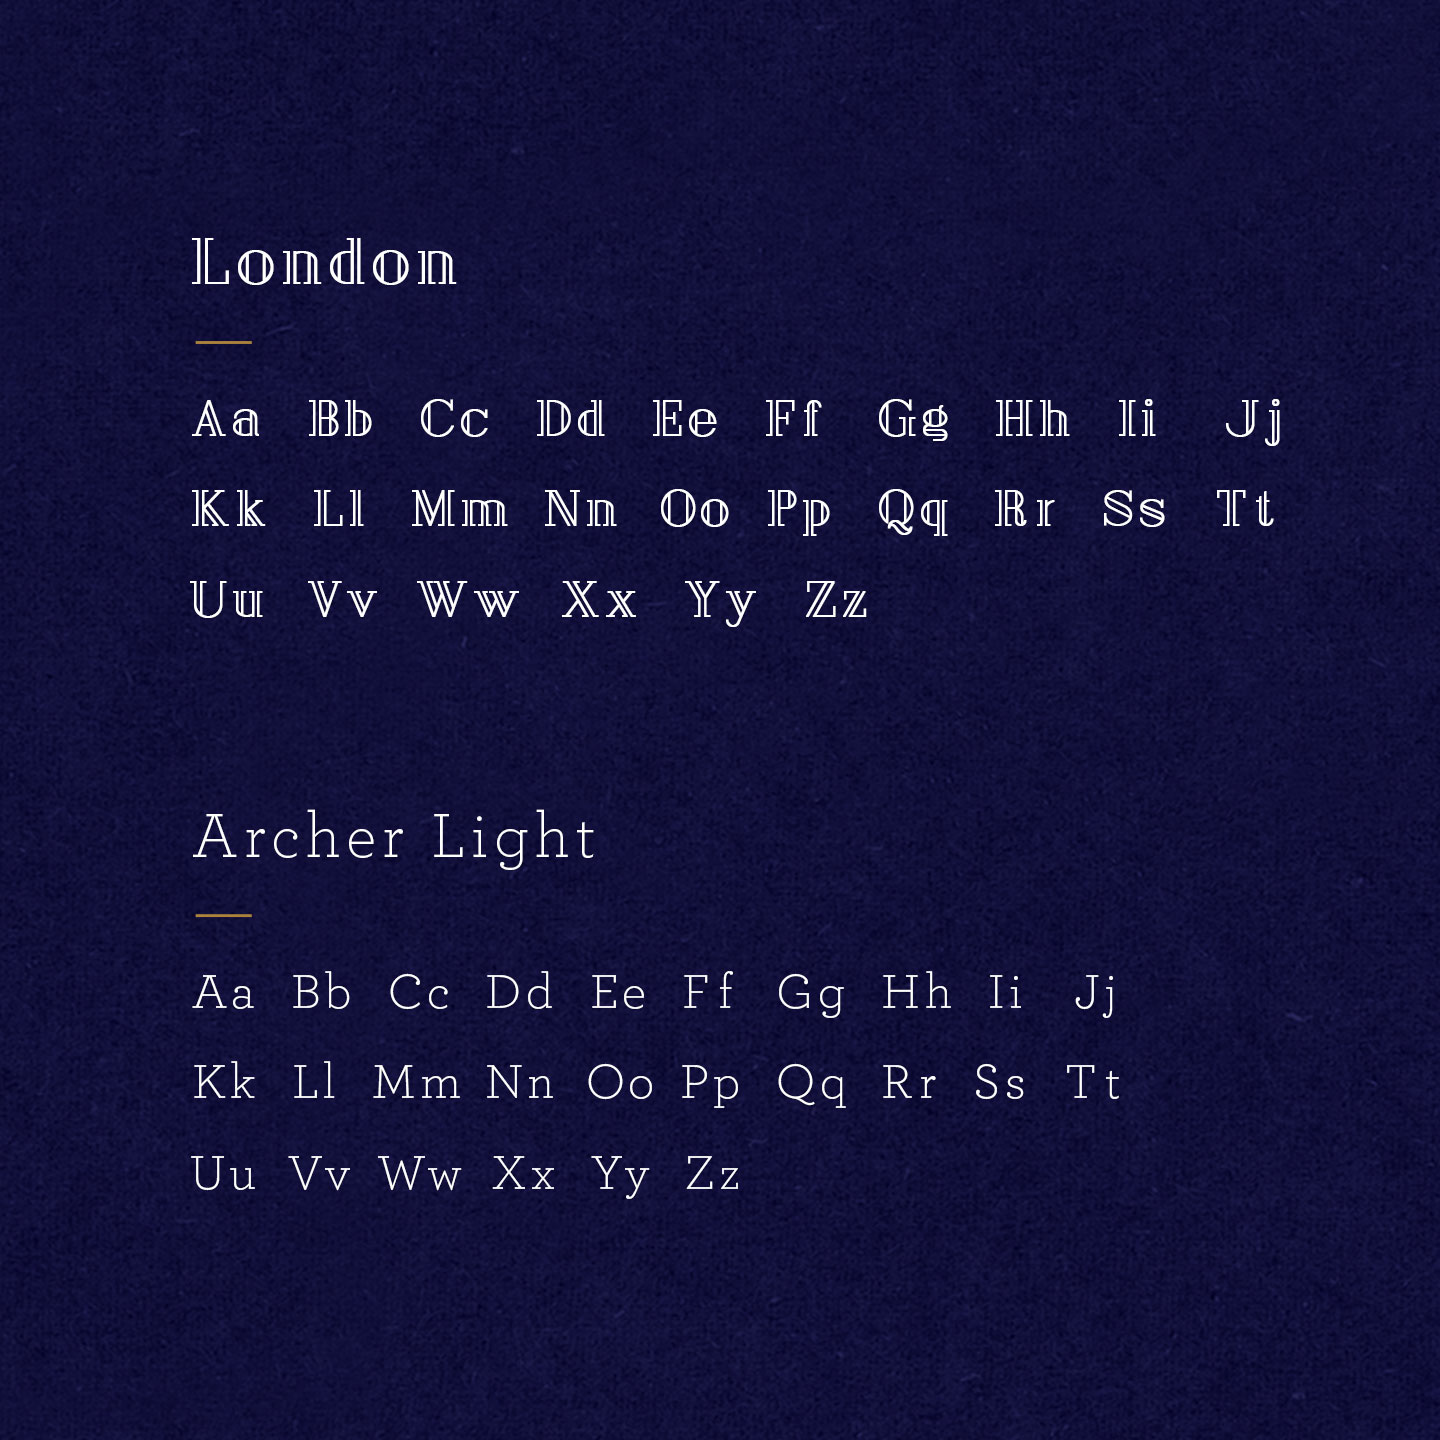 London
Aa Bb Cc Dd Ee Ff Gg Hh Ii Jj
Kk Ll Mm Nn Oo Pp Qq Rr Ss Tt
Uu Vv Ww Xx Yy Zz
Archer Light
Aa Bb Cc Dd Ee Ff Gg Hh Ii Jj
Kk Ll Mm Nn Oo Pp Qq Rr Ss Tt
Uu Vv Ww Xx Yy Zz